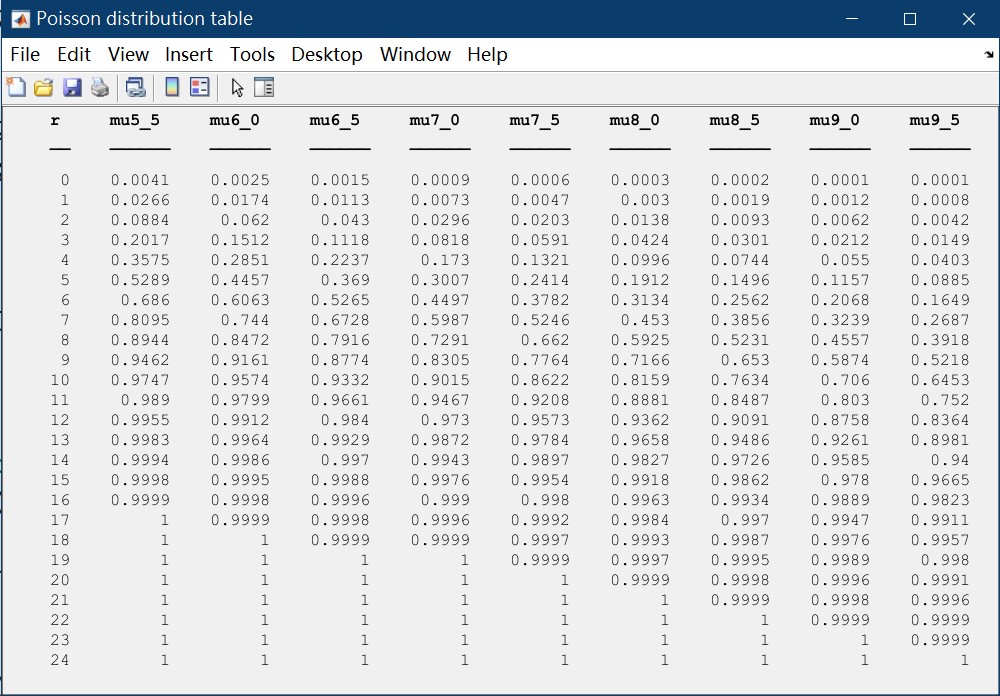 Poisson distribution table
File Edit View Insert Tools Desktop Window Help
r mu5_5 mu6_0 mu6_5 mu7_0 mu7_5 mu8_0 mu8_5 mu9_0 mu9_5
0 0.0041 0.0025 0.0015 0.0009 0.0006 0.0003 0.0002 0.0001 0.0001
1 0.0266 0.0174 0.0113 0.0073 0.0047 0.003 0.0019 0.0012 0.0008
2 0.0884 0.062 0.043 0.0296 0.0203 0.0138 0.0093 0.0062 0.0042
3 0.2017 0.1512 0.1118 0.0818 0.0591 0.0424 0.0301 0.0212 0.0149
4 0.3575 0.2851 0.2237 0.173 0.1321 0.0996 0.0744 0.055 0.0403
5 0.5289 0.4457 0.369 0.3007 0.2414 0.1912 0.1496 0.1157 0.0885
6 0.686 0.6063 0.5265 0.4497 0.3782 0.3134 0.2562 0.2068 0.1649
7 0.8095 0.744 0.6728 0.5987 0.5246 0.453 0.3856 0.3239 0.2687
8 0.8944 0.8472 0.7916 0.7291 0.662 0.5925 0.5231 0.4557 0.3918
9 0.9462 0.9161 0.8774 0.8305 0.7764 0.7166 0.653 0.5874 0.5218
10 0.9747 0.9574 0.9332 0.9015 0.8622 0.8159 0.7634 0.706 0.6453
11 0.989 0.9799 0.9661 0.9467 0.9208 0.8881 0.8487 0.803 0.752
12 0.9955 0.9912 0.984 0.973 0.9573 0.9362 0.9091 0.8758 0.8364
13 0.9983 0.9964 0.9929 0.9872 0.9784 0.9658 0.9486 0.9261 0.8981
14 0.9994 0.9986 0.997 0.9943 0.9897 0.9827 0.9726 0.9585 0.94
15 0.9998 0.9995 0.9988 0.9976 0.9954 0.9918 0.9862 0.978 0.9665
16 0.9999 0.9998 0.9996 0.999 0.998 0.9963 0.9934 0.9889 0.9823
17 1 0.9999 0.9998 0.9996 0.9992 0.9984 0.997 0.9947 0.9911
18 1 1 0.9999 0.9999 0.9997 0.9993 0.9987 0.9976 0.9957
19 1 1 1 1 0.9999 0.9997 0.9995 0.9989 0.998
20 1 1 1 1 1 0.9999 0.9998 0.9996 0.9991
21 1 1 1 1 1 1 0.9999 0.9998 0.9996
22 1 1 1 1 1 1 1 0.9999 0.9999
23 1 1 1 1 1 1 1 1 0.9999
24 1 1 1 1 1 1 1 1 1